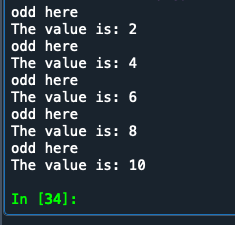 odd here
The value is: 2
odd here
The value is: 4
odd here
The value is: 6
odd here
The value is: 8
odd here
The value is: 10
In [34]: